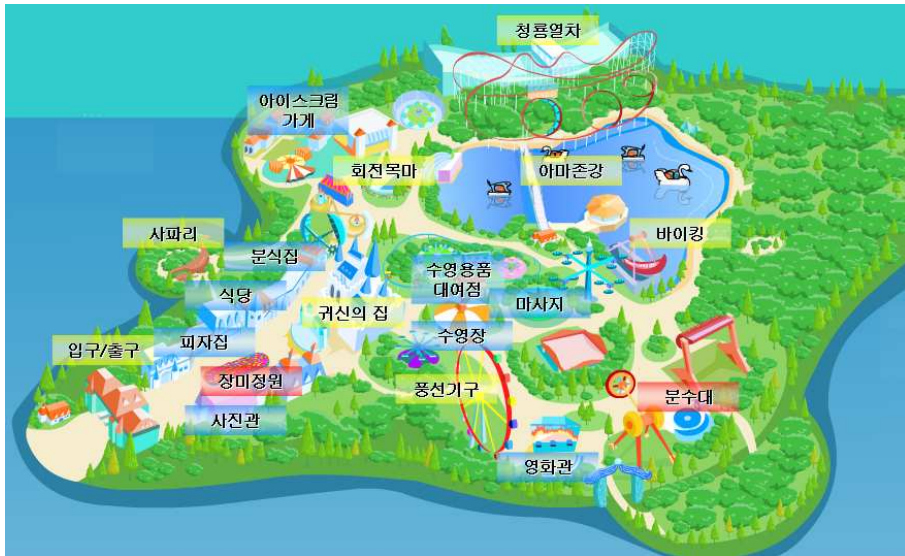 청룡열차
아이스크림
가게
회전목마
아마존강
사파리
바이킹
분식집
수영용품
대여점
식당
마사지
귀신의 집
수영장
피자집
입구/출구
장미정원
풍선기구
분수대
사진관
영화관